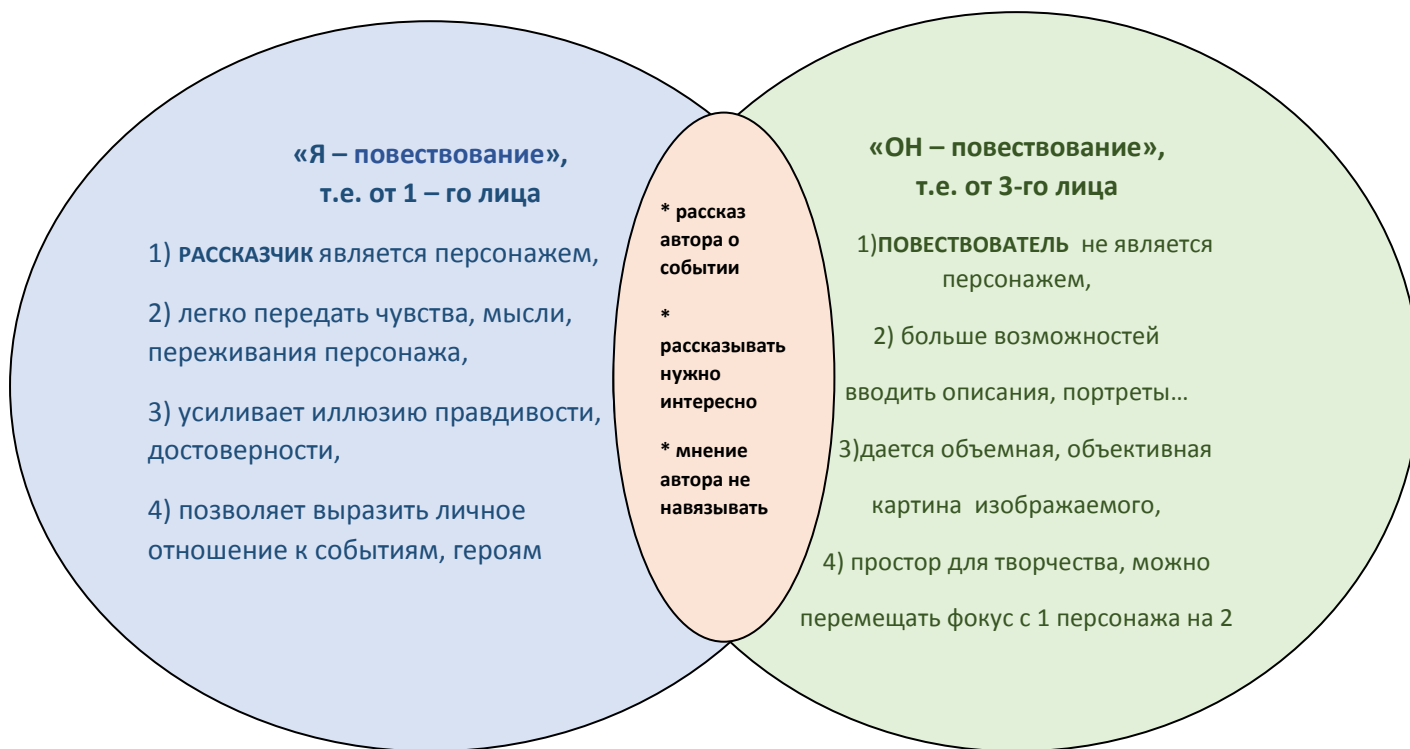 «Я – повествование»,
т.е. от 1 – го лица
1) РАССКАЗЧИК является персонажем,
2) легко передать чувства, мысли,
переживания персонажа,
3) усиливает иллюзию правдивости,
достоверности,
4) позволяет выразить личное
отношение к событиям, героям
* рассказ
автора о
событии
*
рассказывать
нужно
интересно
* мнение
автора не
навязывать
«ОН – повествование»,
т.е. от 3-го лица
1)ПОВЕСТВОВАТЕЛЬ не является
персонажем,
2) больше возможностей
вводить описания, портреты...
3)дается объемная, объективная
картина изображаемого,
4) простор для творчества, можно
перемещать фокус с 1 персонажа на 2